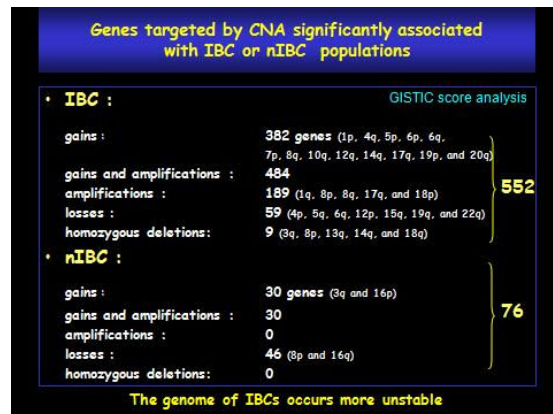 Genes targeted by CNA significantly associated
with IBC or nIBC populations
• IBC :
GISTIC score analysis
gains : 382 genes (1p, 4q, 5p, 6p, 6q,
7p, 8q, 10q, 12q, 14q, 17q, 19p, and 20q)
gains and amplifications : 484
amplifications : 189 (1q, 8p, 8q, 17q, and 18p)
552
losses : 59 (4p, 5q, 6q, 12p, 15q, 19q, and 22q)
homozygous deletions: 9 (3q, 8p, 13q, 14q, and 18q)
• nIBC :
gains : 30 genes (3q and 16p)
gains and amplifications : 30
76
amplifications : 0
losses : 46 (8p and 16q)
homozygous deletions: 0
The genome of IBCs occurs more unstable